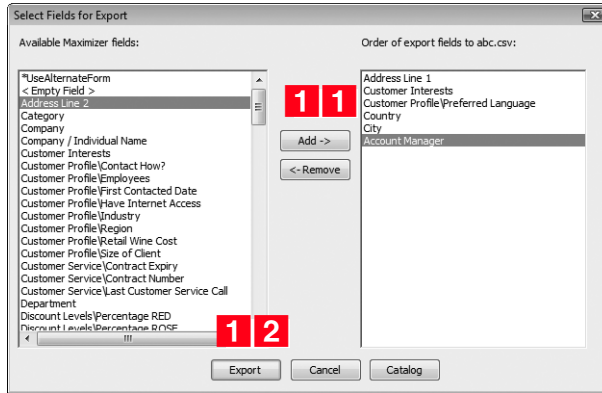 Select Fields for Export
Available Maximizer fields:
Order of export fields to abc.csv:
*UseAlternateForm
< Empty Field >
Address Line 2
Category
Company
Company / Individual Name
Customer Interests
Customer Profile\Contact How?
Customer Profile\Employees
Customer Profile\First Contacted Date
Customer Profile\Have Internet Access
Customer Profile\Industry
Customer Profile\Region
Customer Profile\Retail Wine Cost
Customer Profile\Size of Client
Customer Service\Contract Expiry
Customer Service\Contract Number
Customer Service\Last Customer Service Call
Department
Discount Levels\Percentage RED
Discount Levels\Percentage ROSE
1 1
Add ->
<- Remove
Address Line 1
Customer Interests
Customer Profile\Preferred Language
Country
City
Account Manager
1 2
Export
Cancel
Catalog